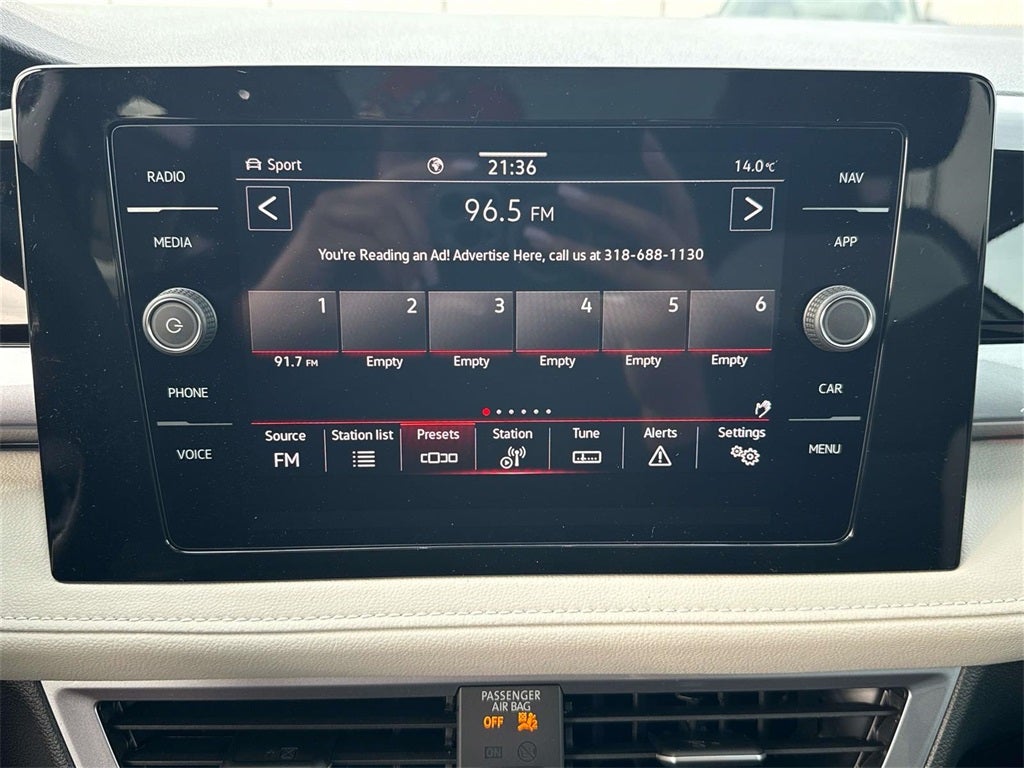 Sport 21:36 14.0°C
RADIO
NAV
< 96.5 FM >
MEDIA
APP
You're Reading an Ad! Advertise Here, call us at 318-688-1130
1 2 3 4 5 6
91.7 FM Empty Empty Empty Empty Empty
PHONE
CAR
Source Station list Presets Station Tune Alerts Settings
FM
VOICE
MENU
PASSENGER
AIR BAG
OFF
ON